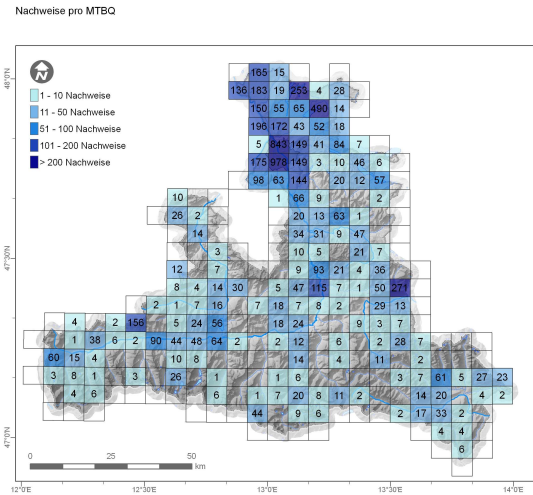 Nachweise pro MTBQ
48°0'N
165 15
136 183 19 253 4 28
1 - 10 Nachweise
150 55 65 490 14
11 - 50 Nachweise
196 172 43 52 18
51 - 100 Nachweise
5 843 149 41 84 7
101 - 200 Nachweise
175 978 149 3 10 46 6
> 200 Nachweise
98 63 144 20 12 57
10 1 66 9 2
26 2 20 13 63 1
14 34 31 9 47
47°30'N
3 10 5 21 7
12 7 9 93 21 4 36
8 4 14 30 5 47 115 7 1 50 271
2 1 7 16 7 18 7 8 2 29 13
4 2 156 5 24 56 18 24 9 3 7
1 38 6 2 90 44 48 64 2 2 12 6 2 28 7
60 15 4 10 8 14 4 11 2
3 8 1 3 26 1 1 6 3 7 61 5 27 23
4 6 6 1 7 20 8 11 2 14 20 4 2
44 9 6 2 17 33 2
47°0'N
4 4
6
0 25 50
km
12°0'E 12°30'E 13°0'E 13°30'E 14°0'E